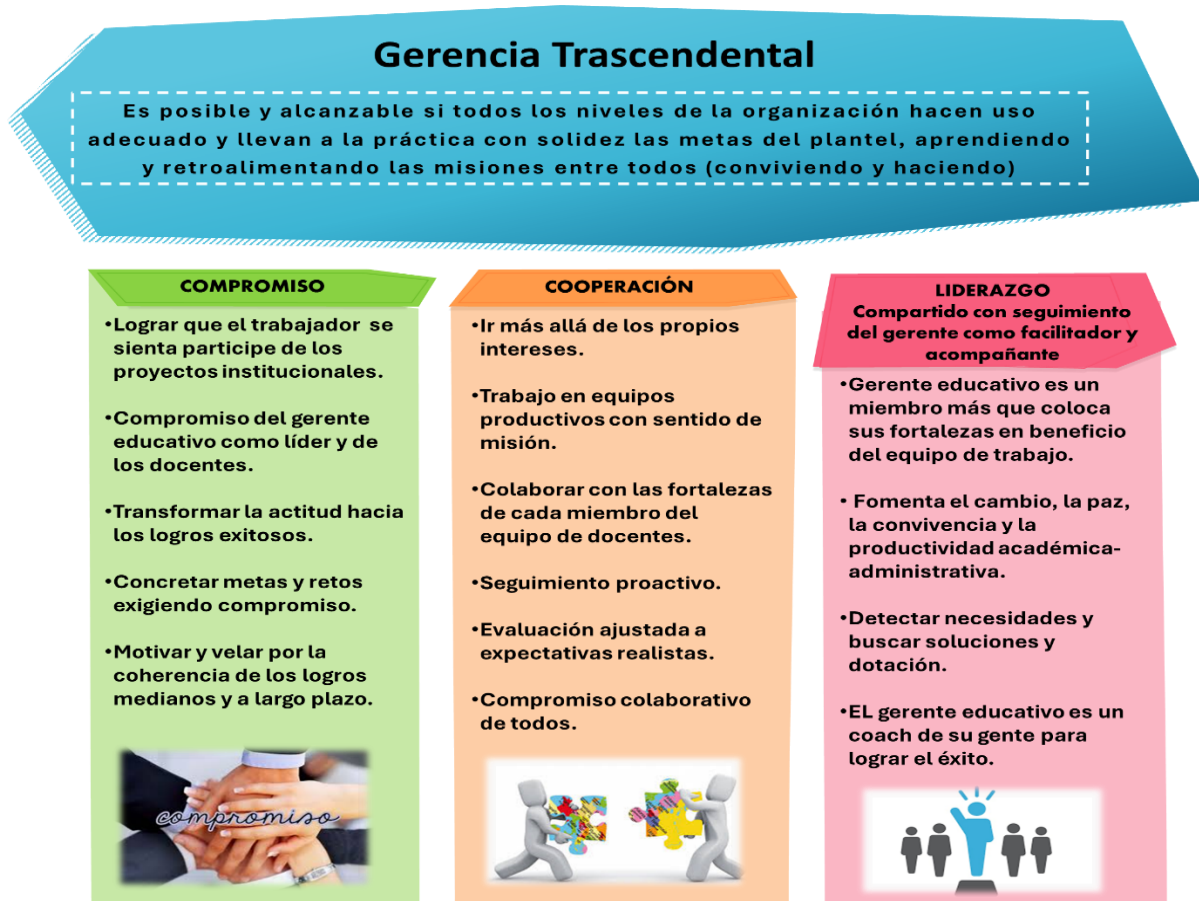 Gerencia Trascendental
Es posible y alcanzable si todos los niveles de la organización hacen uso
adecuado y llevan a la práctica con solidez las metas del plantel, aprendiendo
y retroalimentando las misiones entre todos (conviviendo y haciendo)
COMPROMISO
•Lograr que el trabajador se
sienta participe de los
proyectos institucionales.
•Compromiso del gerente
educativo como líder y de
los docentes.
•Transformar la actitud hacia
los logros exitosos.
•Concretar metas y retos
exigiendo compromiso.
•Motivar y velar por la
coherencia de los logros
medianos y a largo plazo.
compromiso
COOPERACIÓN
•Ir más allá de los propios
intereses.
•Trabajo en equipos
productivos con sentido de
misión.
•Colaborar con las fortalezas
de cada miembro del
equipo de docentes.
•Seguimiento proactivo.
•Evaluación ajustada a
expectativas realistas.
•Compromiso colaborativo
de todos.
LIDERAZGO
Compartido con seguimiento
del gerente como facilitador y
acompañante
•Gerente educativo es un
miembro más que coloca
sus fortalezas en beneficio
del equipo de trabajo.
• Fomenta el cambio, la paz,
la convivencia y la
productividad académica-
administrativa.
•Detectar necesidades y
buscar soluciones y
dotación.
•EL gerente educativo es un
coach de su gente para
lograr el éxito.